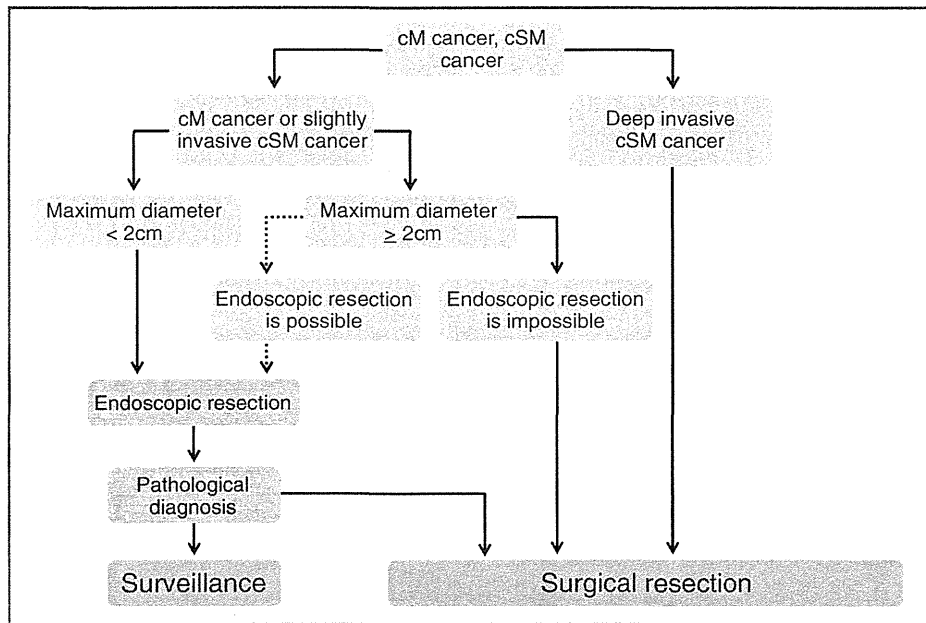 cM cancer, cSM
cancer
cM cancer or slightly
invasive cSM cancer
Deep invasive
cSM cancer
Maximum diameter
< 2cm
Maximum diameter
≥ 2cm
Endoscopic resection
is possible
Endoscopic resection
is impossible
Endoscopic resection
Pathological
diagnosis
Surveillance
Surgical resection